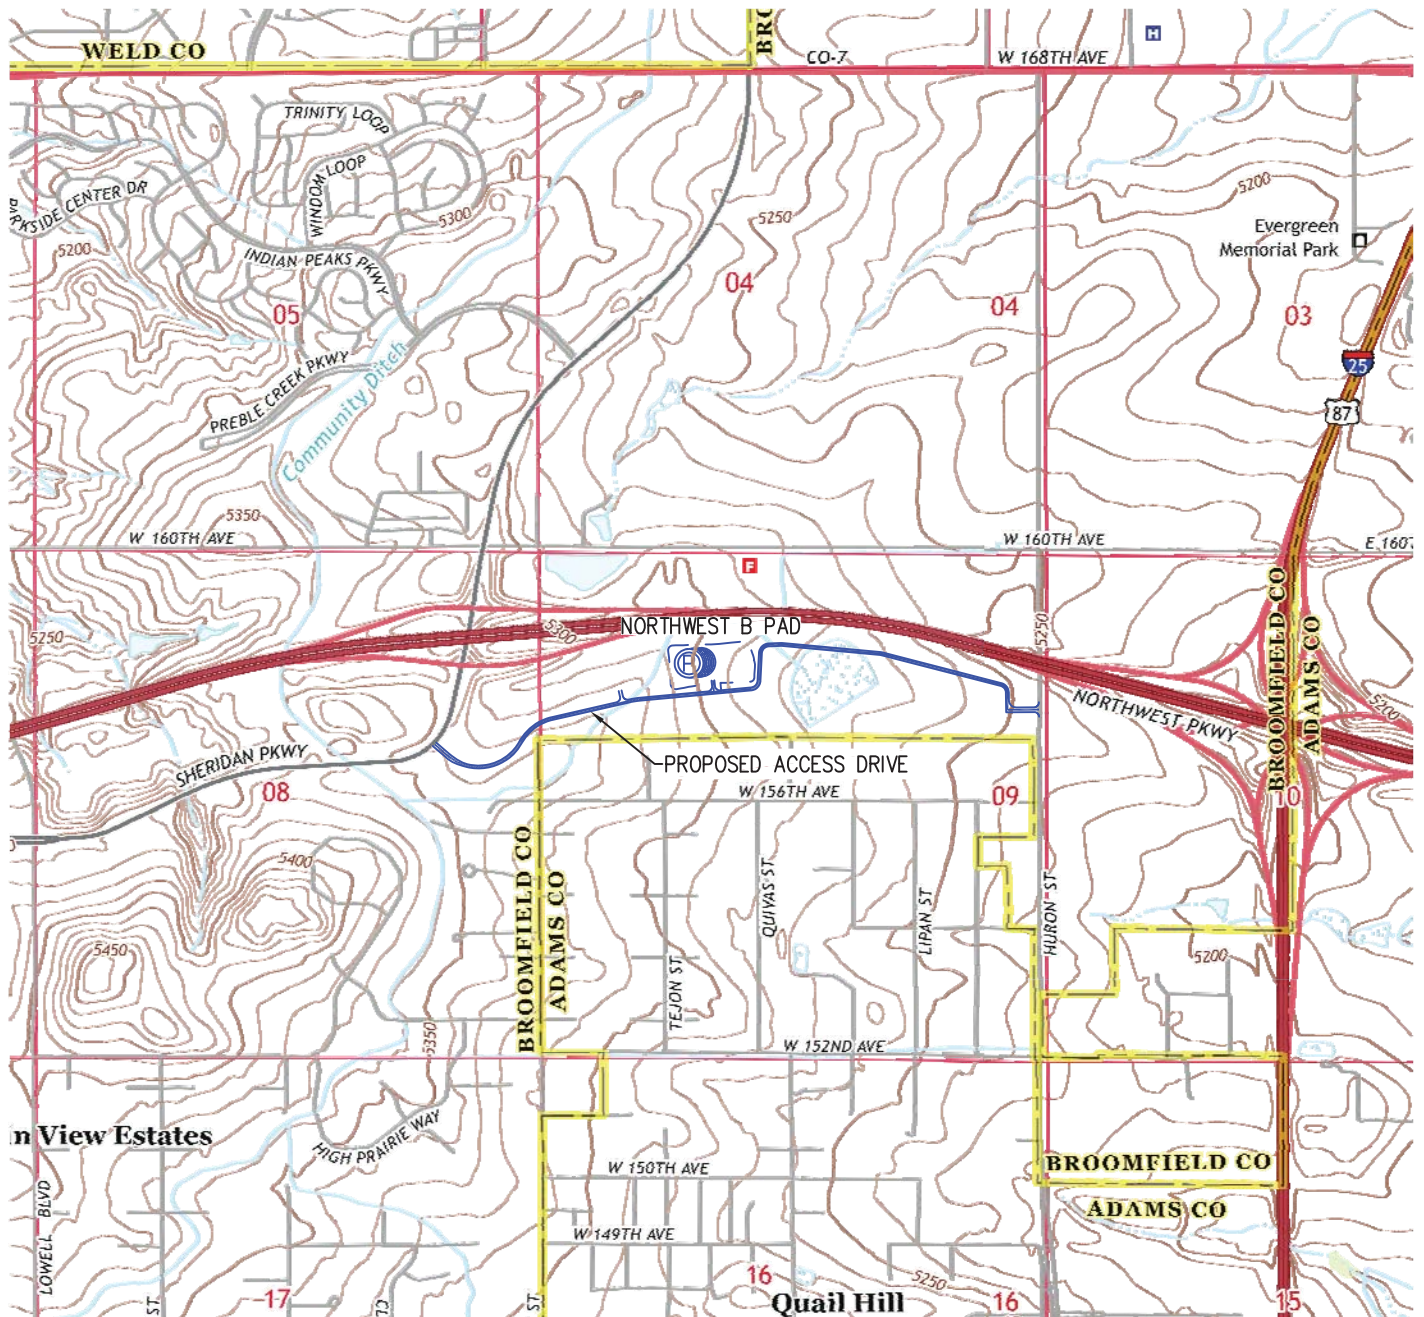 WELD CO
BRO
CO-7
W 168TH AVE
H
TRINITY LOOP
WINDOM LOOP
PARKSIDE CENTER DR
5300
5250
5200
5200
Evergreen
Memorial Park
INDIAN PEAKS PKWY
04
04
05
03
25
87
PREBLE CREEK PKWY
Community Ditch
5350
W 160TH AVE
W 160TH AVE
E 160T
F
BROOMFIELD CO
ADAMS CO
5250
5300
5250
NORTHWEST B PAD
P
5200
NORTHWEST PKWY
SHERIDAN PKWY
PROPOSED ACCESS DRIVE
08
W 156TH AVE
09
10
5400
BROOMFIELD CO
ADAMS CO
QUIVAS ST
LIPAN ST
HURON ST
5450
5200
TEJON ST
5350
W 152ND AVE
n View Estates
HIGH PRAIRIE WAY
W 150TH AVE
BROOMFIELD CO
ADAMS CO
LOWELL BLVD
W 149TH AVE
16
5250
17
ST
ST
Quail Hill
16
15